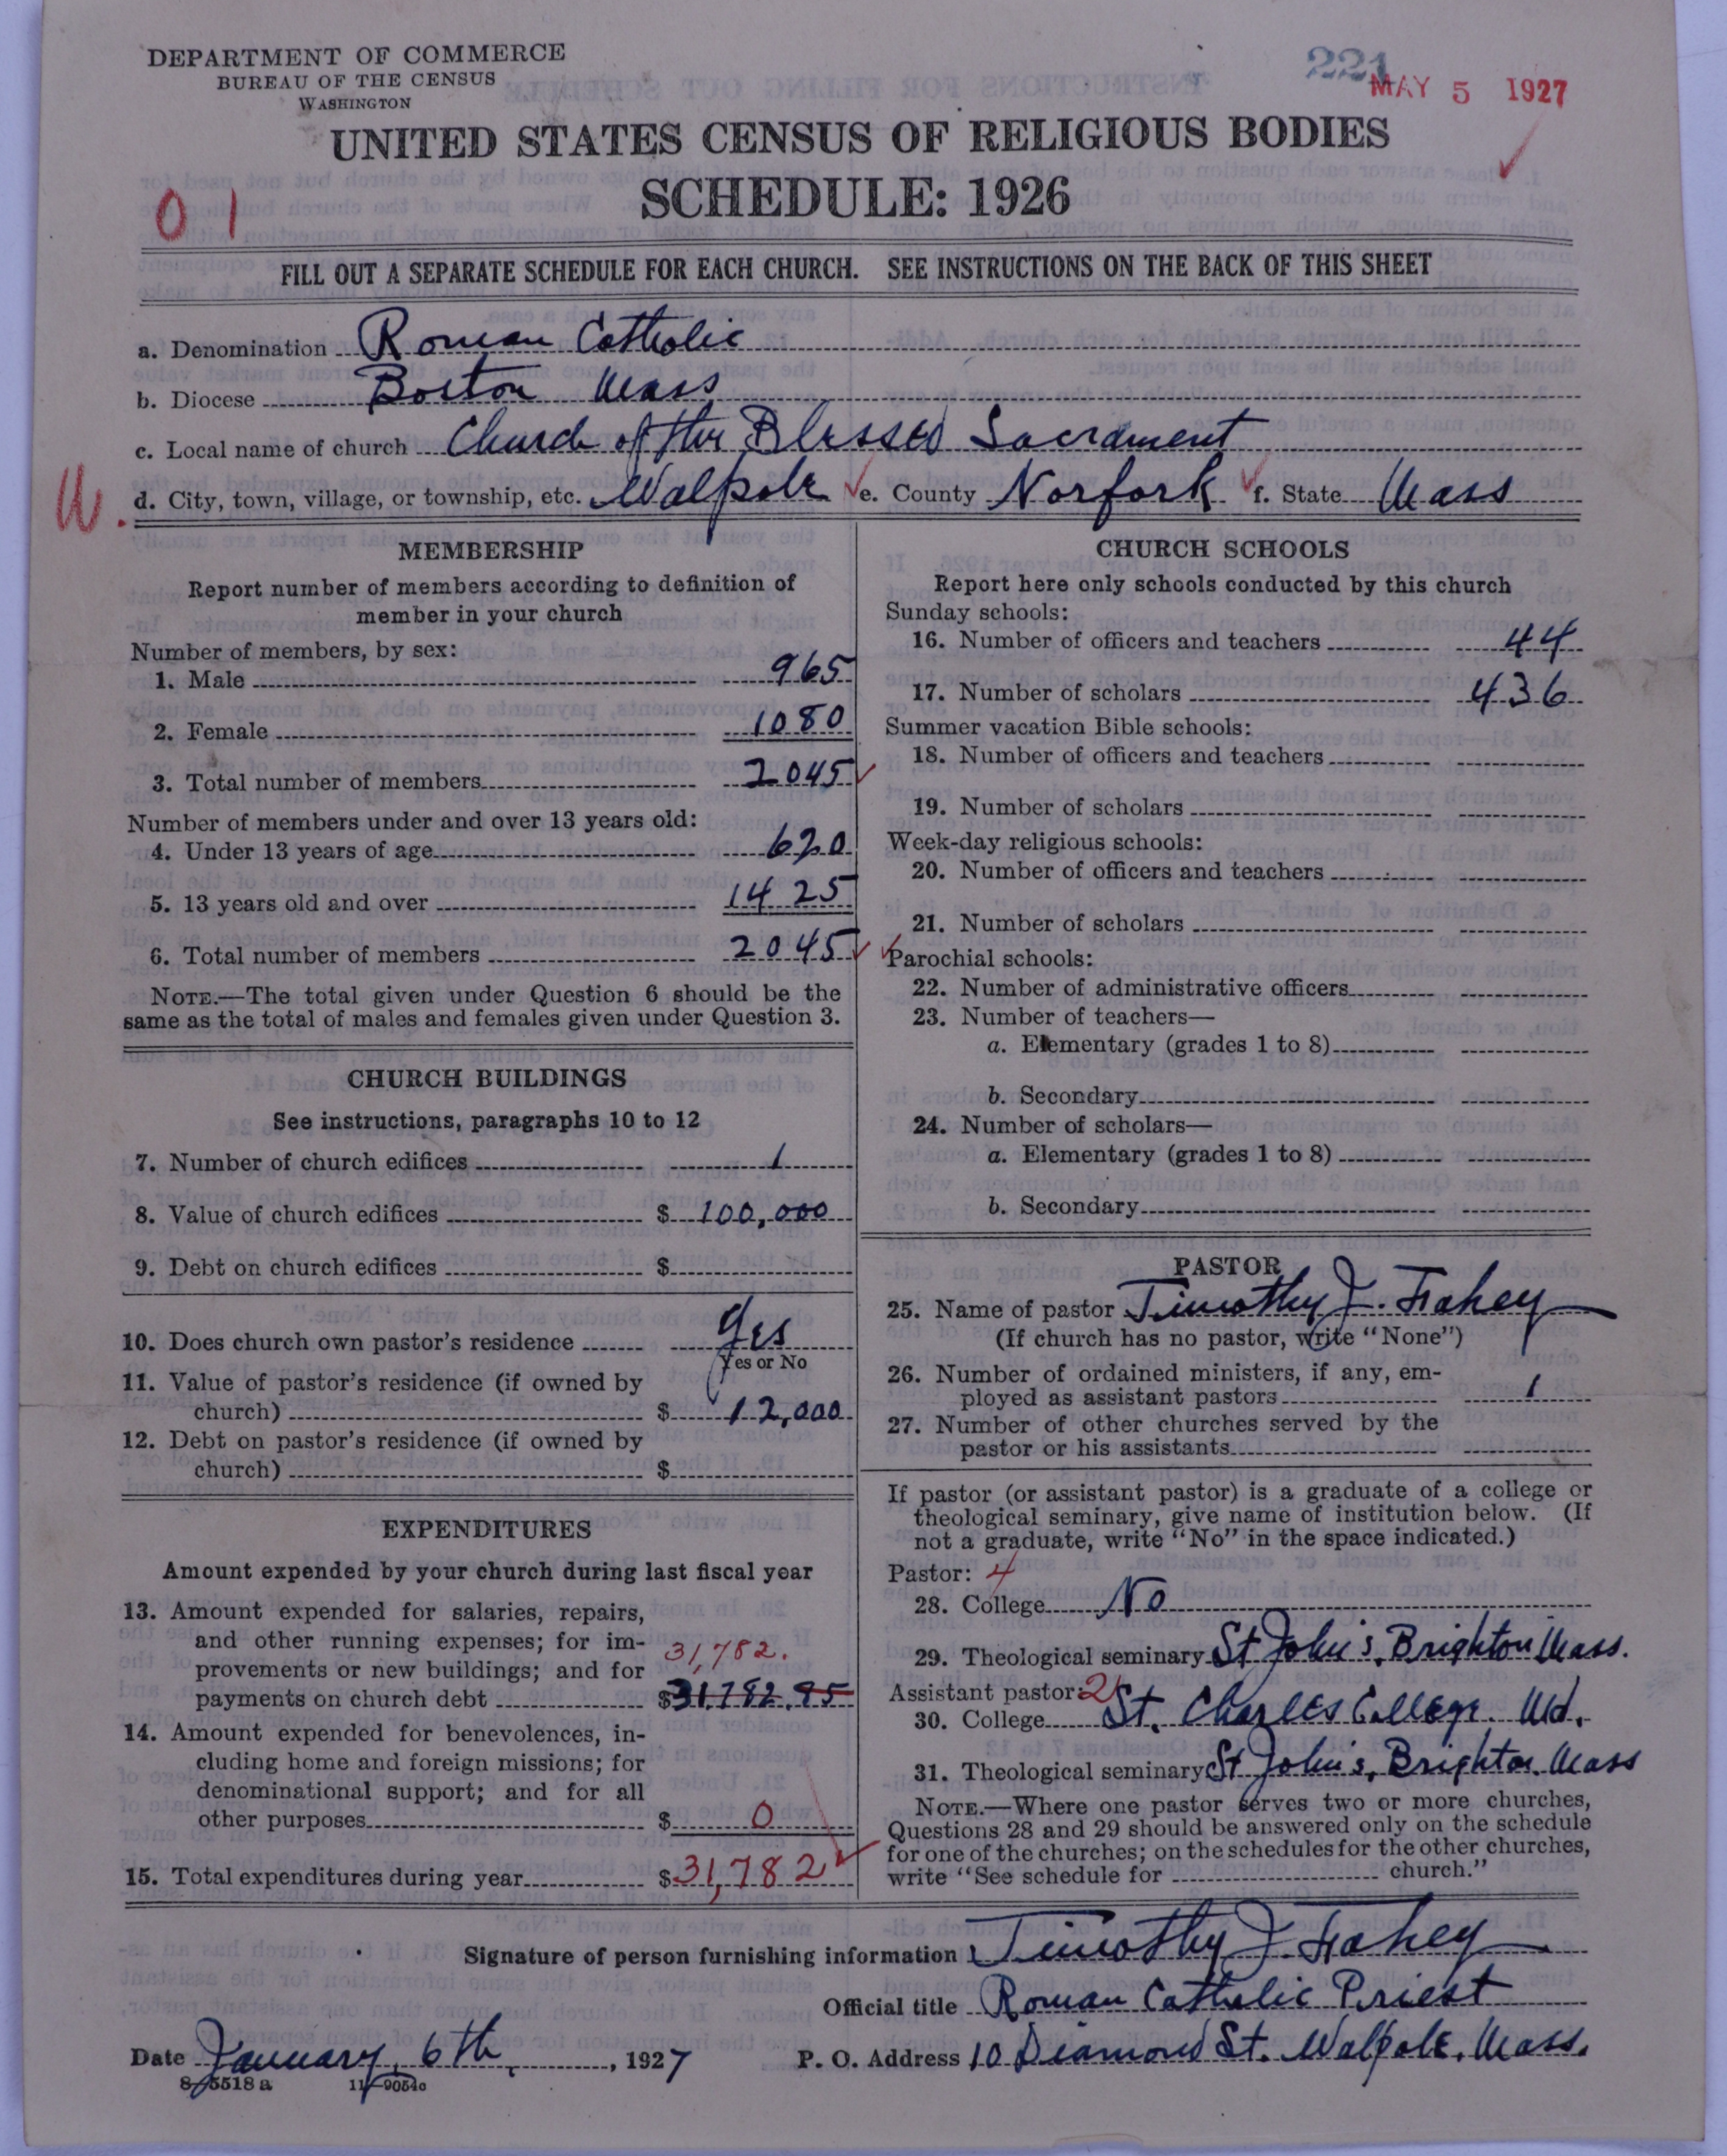 DEPARTMENT OF COMMERCE
BUREAU OF THE CENSUS
WASHINGTON
221
MAY 5 1927
UNITED STATES CENSUS OF RELIGIOUS BODIES
SCHEDULE: 1926
01
FILL OUT A SEPARATE SCHEDULE FOR EACH CHURCH. SEE INSTRUCTIONS ON THE BACK OF THIS SHEET
a. Denomination Roman Catholic
b. Diocese Boston Mass
c. Local name of church Church of the Blessed Sacrament
W. d. City, town, village, or township, etc. Walpole e. County Norfork f. State Mass
MEMBERSHIP
Report number of members according to definition of
member in your church
Number of members, by sex:
1. Male 965
2. Female 1080
3. Total number of members 2045
Number of members under and over 13 years old:
4. Under 13 years of age 620
5. 13 years old and over 1425
6. Total number of members 2045
NOTE.—The total given under Question 6 should be the
same as the total of males and females given under Question 3.
CHURCH BUILDINGS
See instructions, paragraphs 10 to 12
7. Number of church edifices 1
8. Value of church edifices $ 100,000
9. Debt on church edifices $
10. Does church own pastor's residence Yes
Yes or No
11. Value of pastor's residence (if owned by
church) $ 12,000
12. Debt on pastor's residence (if owned by
church) $
EXPENDITURES
Amount expended by your church during last fiscal year
13. Amount expended for salaries, repairs,
and other running expenses; for im-
provements or new buildings; and for 31,782.
payments on church debt $31,782.95
14. Amount expended for benevolences, in-
cluding home and foreign missions; for
denominational support; and for all
other purposes $ 0
15. Total expenditures during year $31,782
CHURCH SCHOOLS
Report here only schools conducted by this church
Sunday schools:
16. Number of officers and teachers 44
17. Number of scholars 436
Summer vacation Bible schools:
18. Number of officers and teachers
19. Number of scholars
Week-day religious schools:
20. Number of officers and teachers
21. Number of scholars
Parochial schools:
22. Number of administrative officers
23. Number of teachers—
a. Elementary (grades 1 to 8)
b. Secondary
24. Number of scholars—
a. Elementary (grades 1 to 8)
b. Secondary
PASTOR
25. Name of pastor Timothy J. Fahey
(If church has no pastor, write "None")
26. Number of ordained ministers, if any, em-
ployed as assistant pastors 1
27. Number of other churches served by the
pastor or his assistants
If pastor (or assistant pastor) is a graduate of a college or
theological seminary, give name of institution below. (If
not a graduate, write "No" in the space indicated.)
Pastor: 4
28. College No
29. Theological seminary St John's, Brighton Mass.
Assistant pastor: 2
30. College St. Charles College. Md.
31. Theological seminary St John's, Brighton, Mass
NOTE.—Where one pastor serves two or more churches,
Questions 28 and 29 should be answered only on the schedule
for one of the churches; on the schedules for the other churches,
write "See schedule for church."
Signature of person furnishing information Timothy J. Fahey
Official title Roman Catholic Priest
Date January, 6th, 1927 P. O. Address 10 Diamond St. Walpole, Mass.
8-5518 a 11-9054c